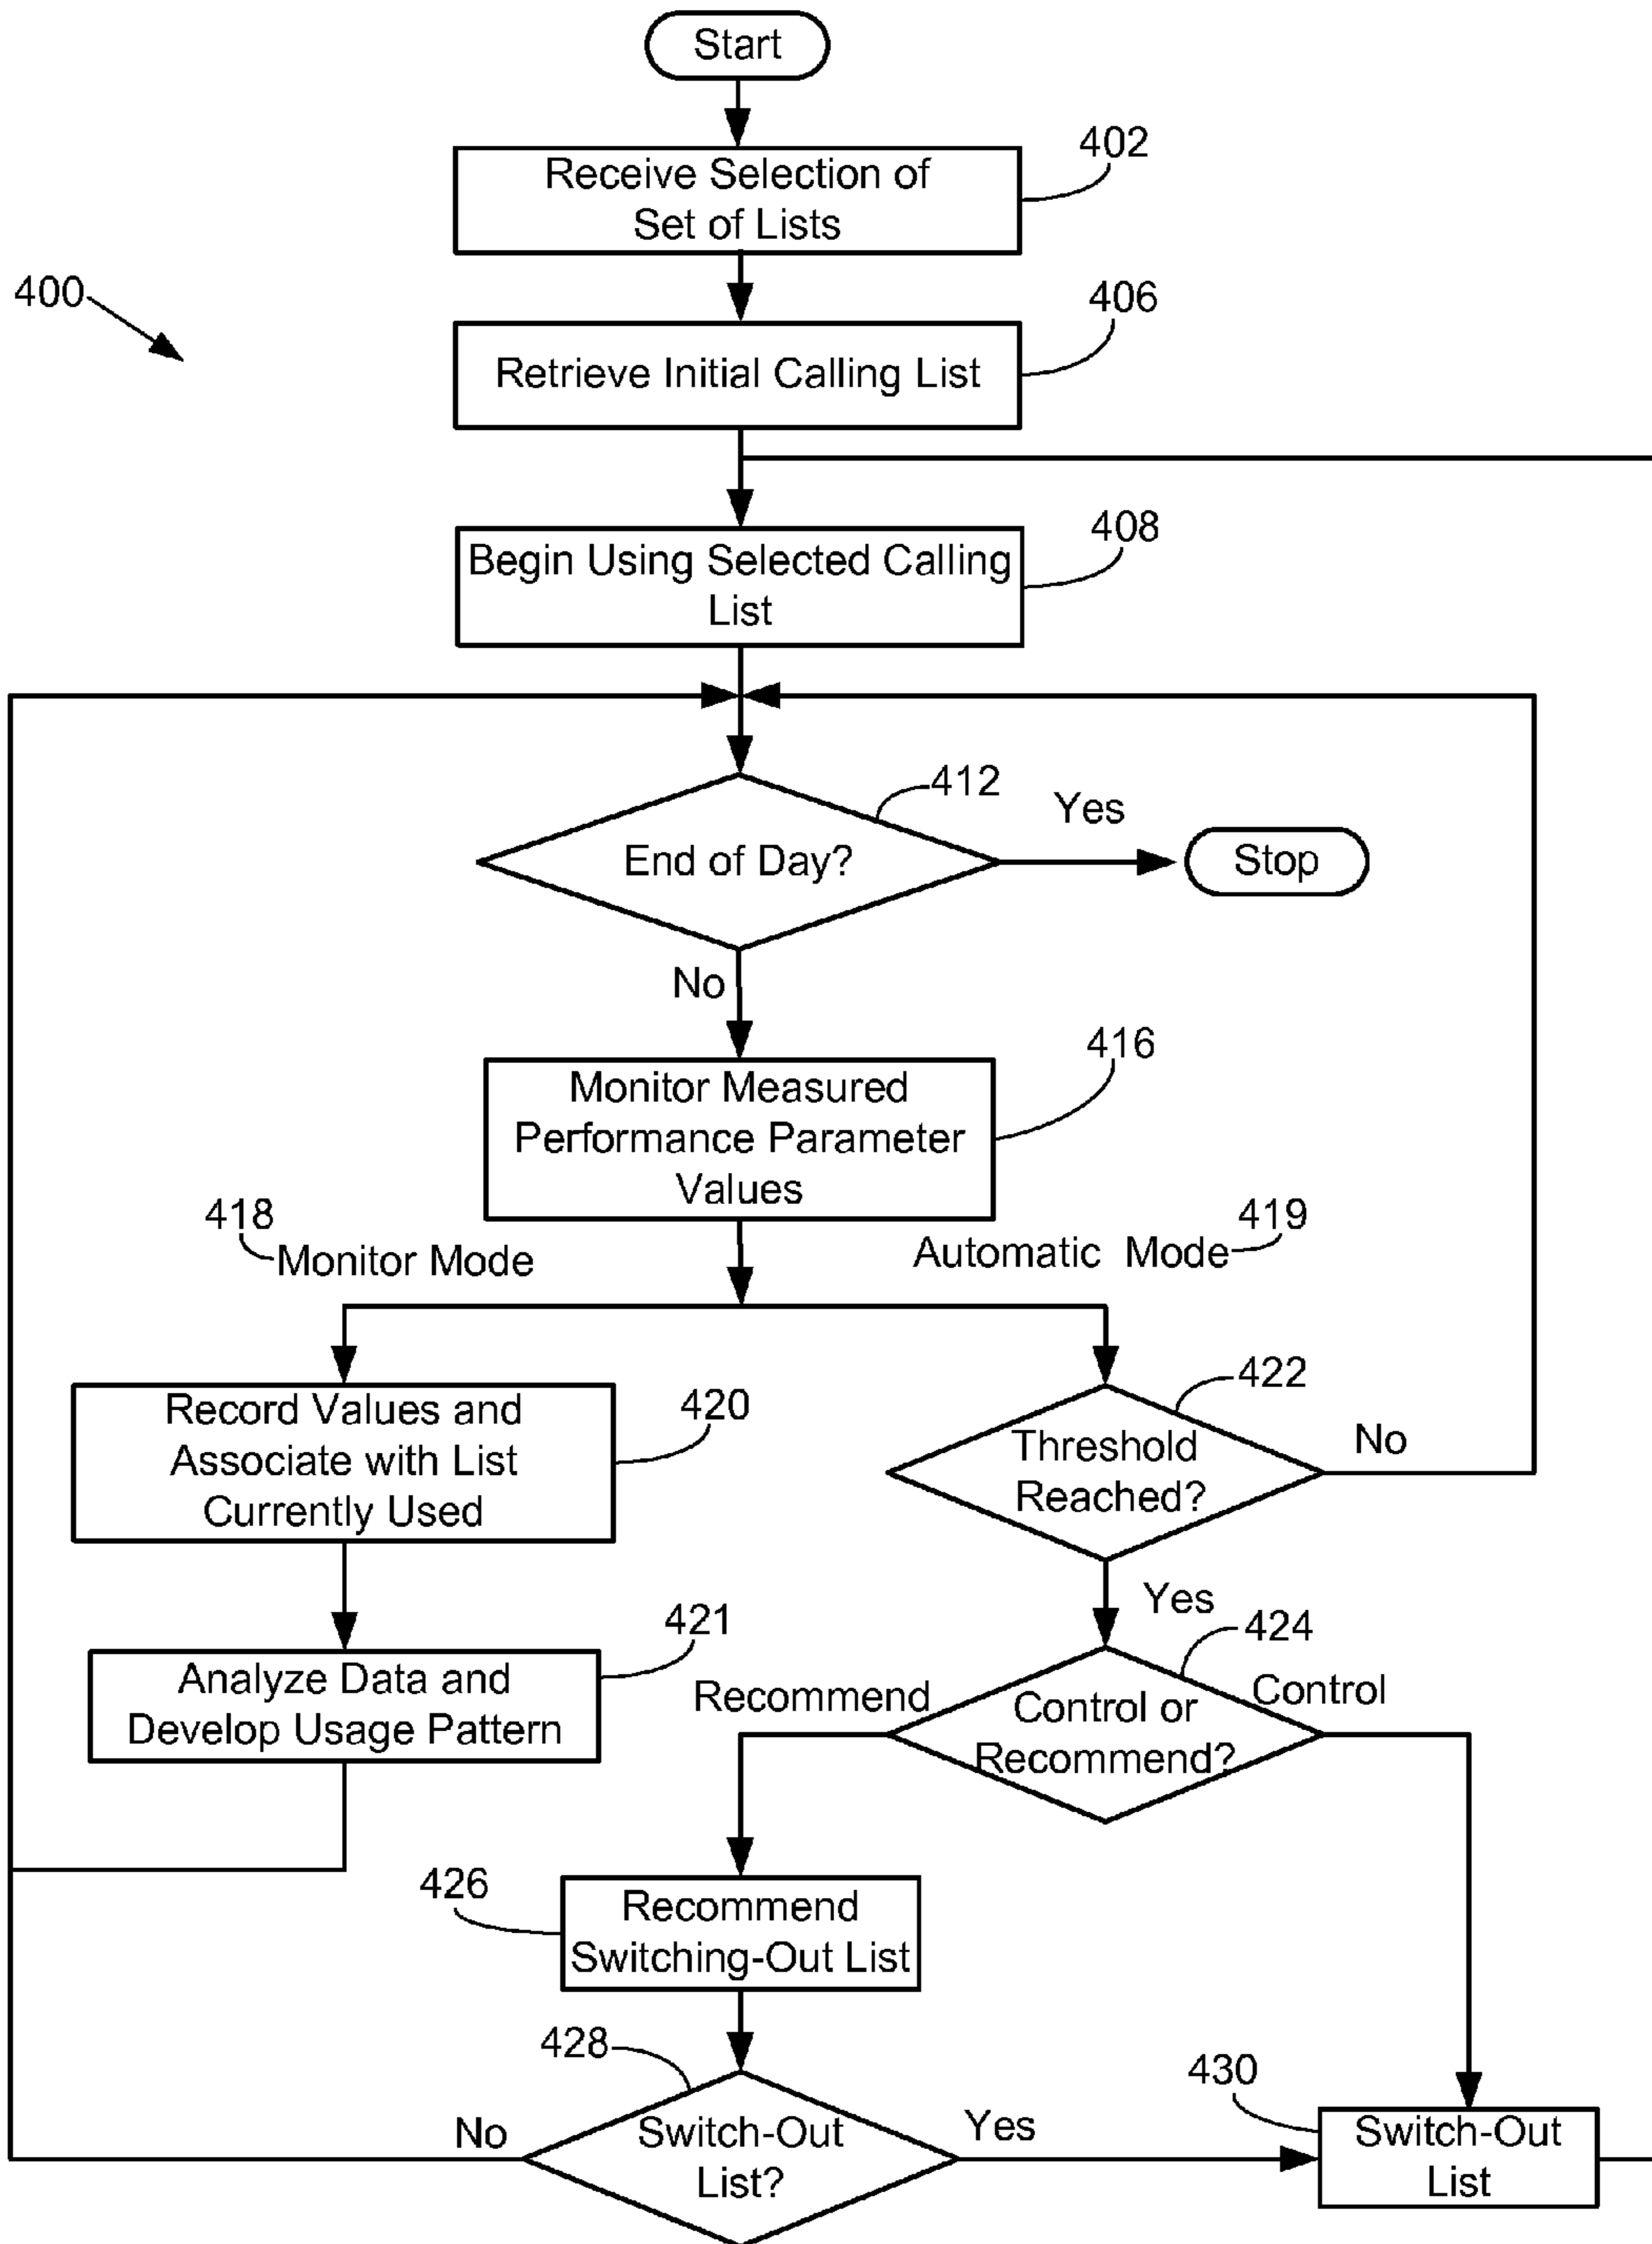 Start
402
Receive Selection of
Set of Lists
400
406
Retrieve Initial Calling List
408
Begin Using Selected Calling
List
412
Yes
End of Day?
Stop
No
416
Monitor Measured
Performance Parameter
Values
418
Monitor Mode
419
Automatic Mode
420
Record Values and
Associate with List
Currently Used
422
Threshold
Reached?
No
Yes
421
Analyze Data and
Develop Usage Pattern
424
Recommend
Control
Control or
Recommend?
426
Recommend
Switching-Out List
428
No
Switch-Out
List?
Yes
430
Switch-Out
List